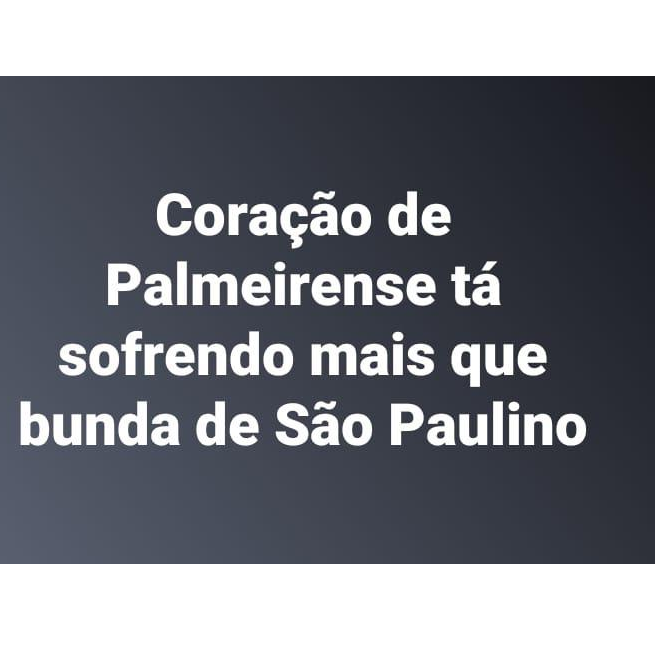 Coração de
Palmeirense tá
sofrendo mais que
bunda de São Paulino